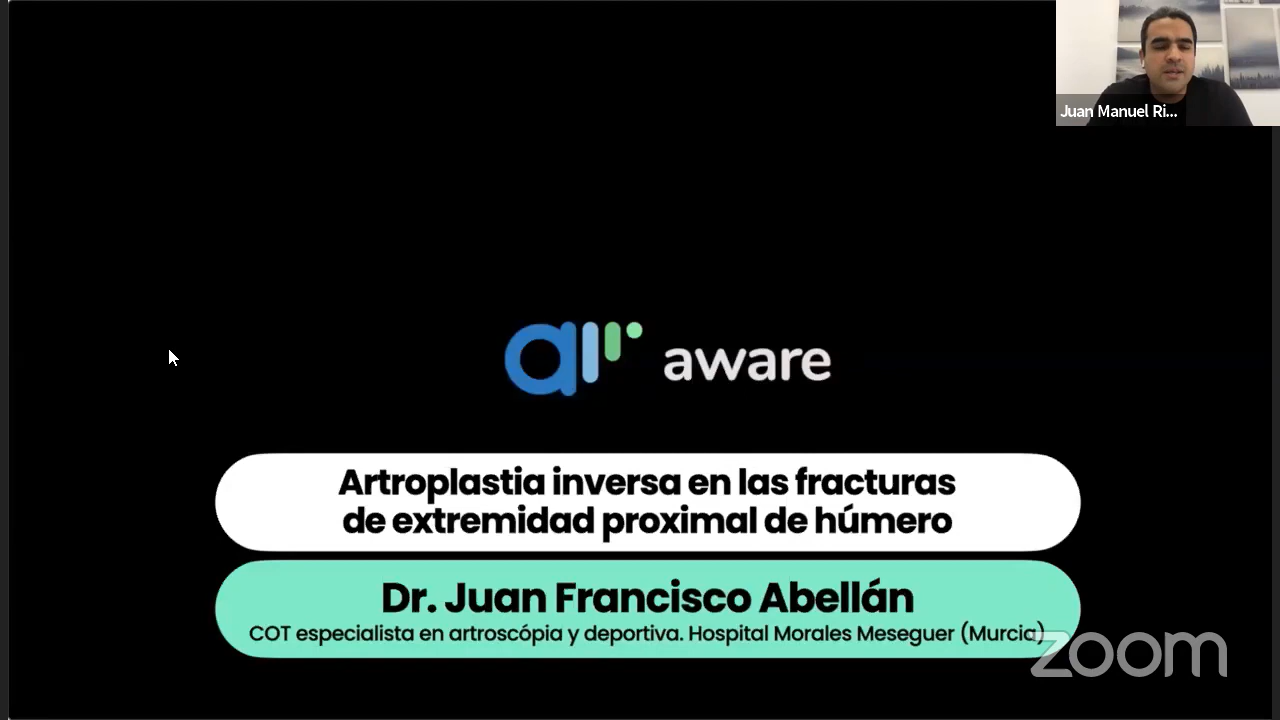 Juan Manuel Ri...
aware
Artroplastia inversa en las fracturas
de extremidad proximal de húmero
Dr. Juan Francisco Abellán
COT especialista en artroscópia y deportiva. Hospital Morales Meseguer (Murcia)
zoom